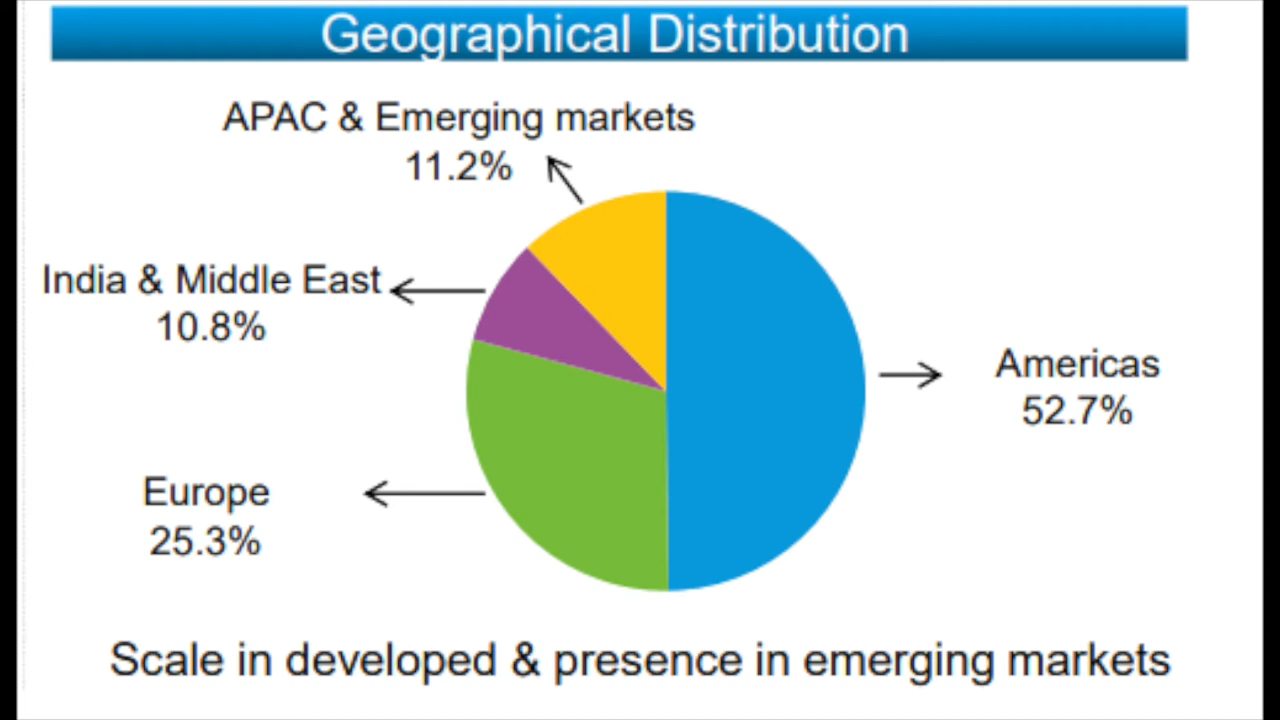 Geographical Distribution
APAC & Emerging markets
11.2%
India & Middle East
10.8%
Americas
52.7%
Europe
25.3%
Scale in developed & presence in emerging markets